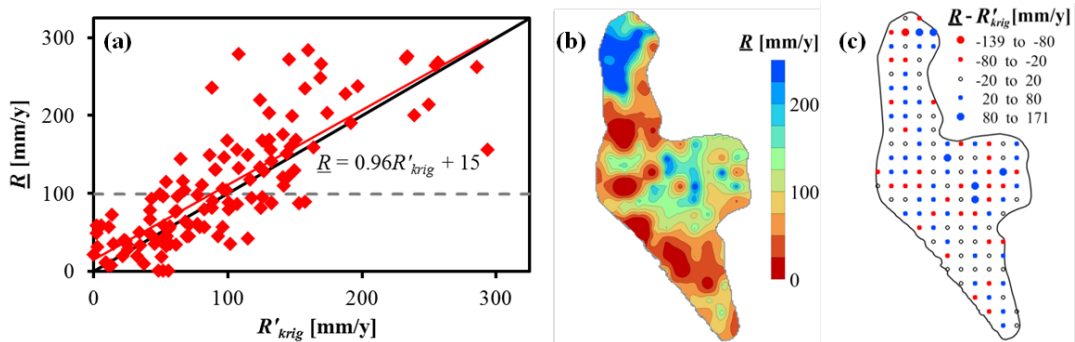 (a)
300
200
100
0
R [mm/y]
R = 0.96R'krig + 15
0
100
200
300
R'krig [mm/y]
(b)
R [mm/y]
200
100
0
(c)
R - R'krig [mm/y]
-139 to -80
-80 to -20
-20 to 20
20 to 80
80 to 171